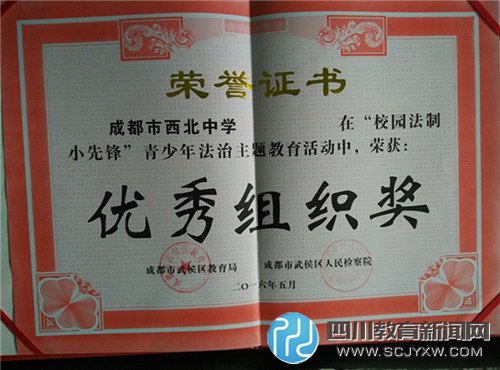 荣誉证书
成都市西北中学 在“校园法制
小先锋”青少年法治主题教育活动中，荣获：
优秀组织奖
成都市武侯区教育局 成都市武侯区人民检察院
二〇一六年五月
四川教育新闻网
WWW.SCJYXW.COM